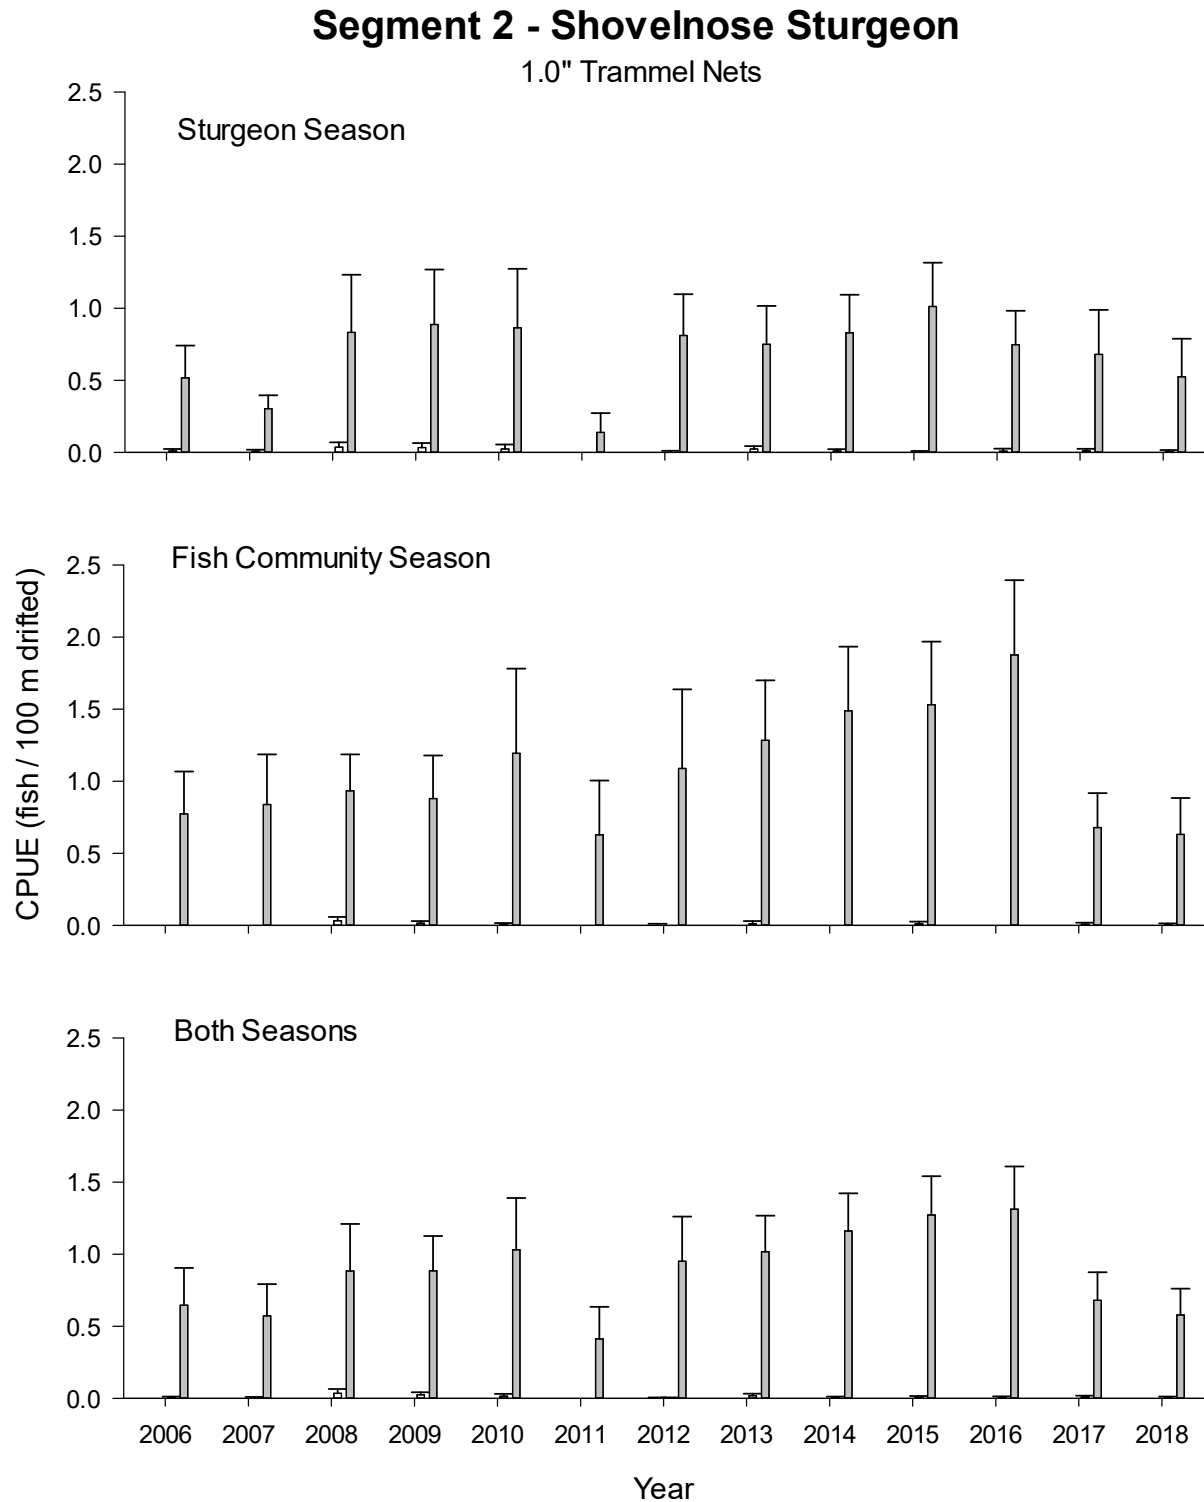 Segment 2 - Shovelnose Sturgeon
1.0" Trammel Nets
2.5
Sturgeon Season
2.0
1.5
1.0
0.5
0.0
Fish Community Season
2.5
2.0
1.5
1.0
0.5
0.0
CPUE (fish / 100 m drifted)
Both Seasons
2.5
2.0
1.5
1.0
0.5
0.0
2006 2007 2008 2009 2010 2011 2012 2013 2014 2015 2016 2017 2018
Year